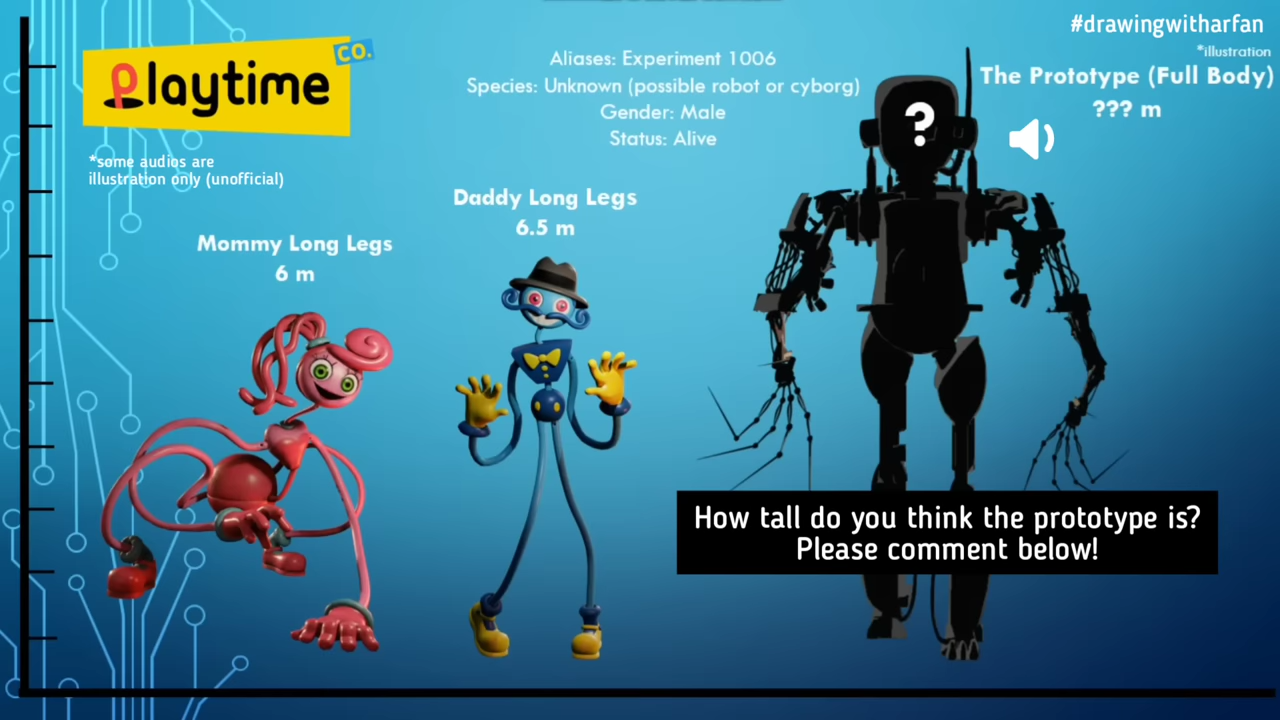 #drawingwitharfan
*illustration
Playtime
CO.
Aliases: Experiment 1006
Species: Unknown (possible robot or cyborg)
Gender: Male
Status: Alive
The Prototype (Full Body)
??? m
?
*some audios are
illustration only (unofficial)
Daddy Long Legs
6.5 m
Mommy Long Legs
6 m
How tall do you think the prototype is?
Please comment below!